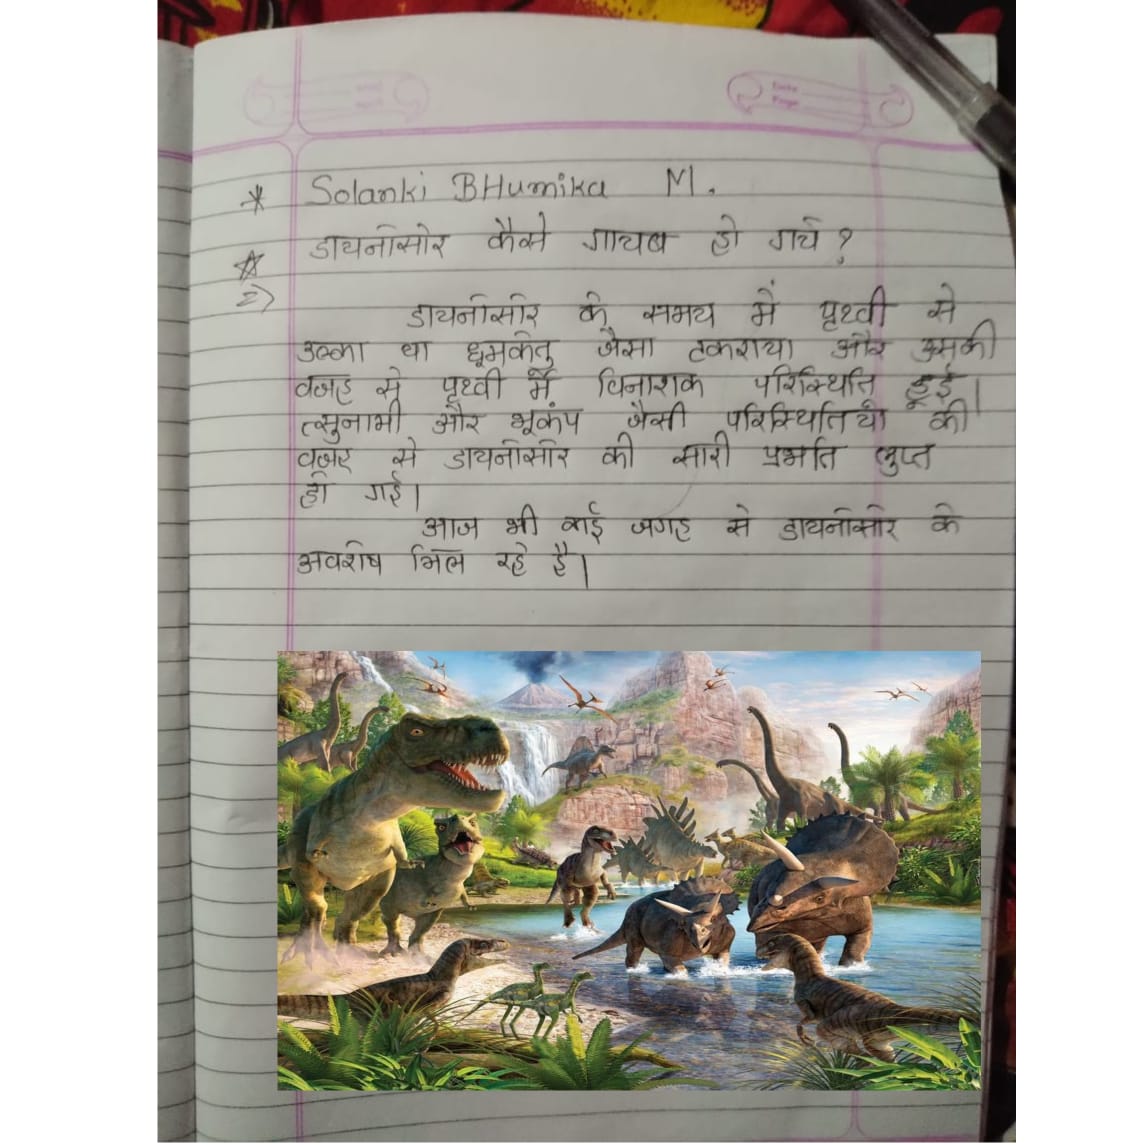 * Solanki BHumika M.
☆ डायनोसोर कैसे गायब हो गये ?
2)
डायनोसोर के समय में पृथ्वी से
उल्का या धूमकेतु जैसा टकराया और उसकी
वजह से पृथ्वी में विनाशक परिस्थिति हुई।
त्सुनामी और भूकंप जैसी परिस्थितियो की
वजह से डायनोसोर की सारी प्रजाति लुप्त
हो गई।
आज भी कई जगह से डायनोसोर के
अवशेष मिल रहे है।